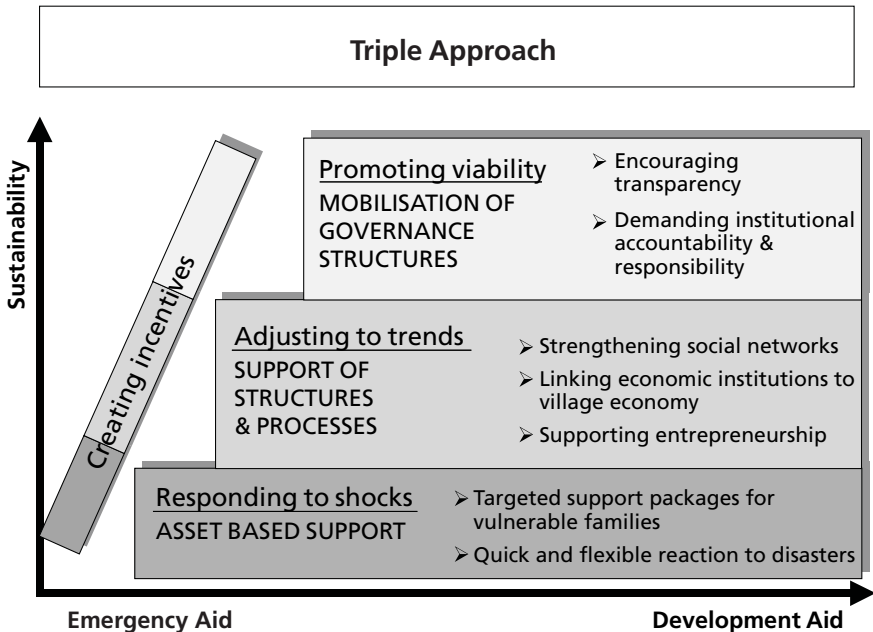 Triple Approach
Sustainability
Creating incentives
Promoting viability
MOBILISATION OF
GOVERNANCE
STRUCTURES
➢ Encouraging
transparency
➢ Demanding institutional
accountability &
responsibility
Adjusting to trends
SUPPORT OF
STRUCTURES
& PROCESSES
➢ Strengthening social networks
➢ Linking economic institutions to
village economy
➢ Supporting entrepreneurship
Responding to shocks
ASSET BASED SUPPORT
➢ Targeted support packages for
vulnerable families
➢ Quick and flexible reaction to disasters
Emergency Aid
Development Aid